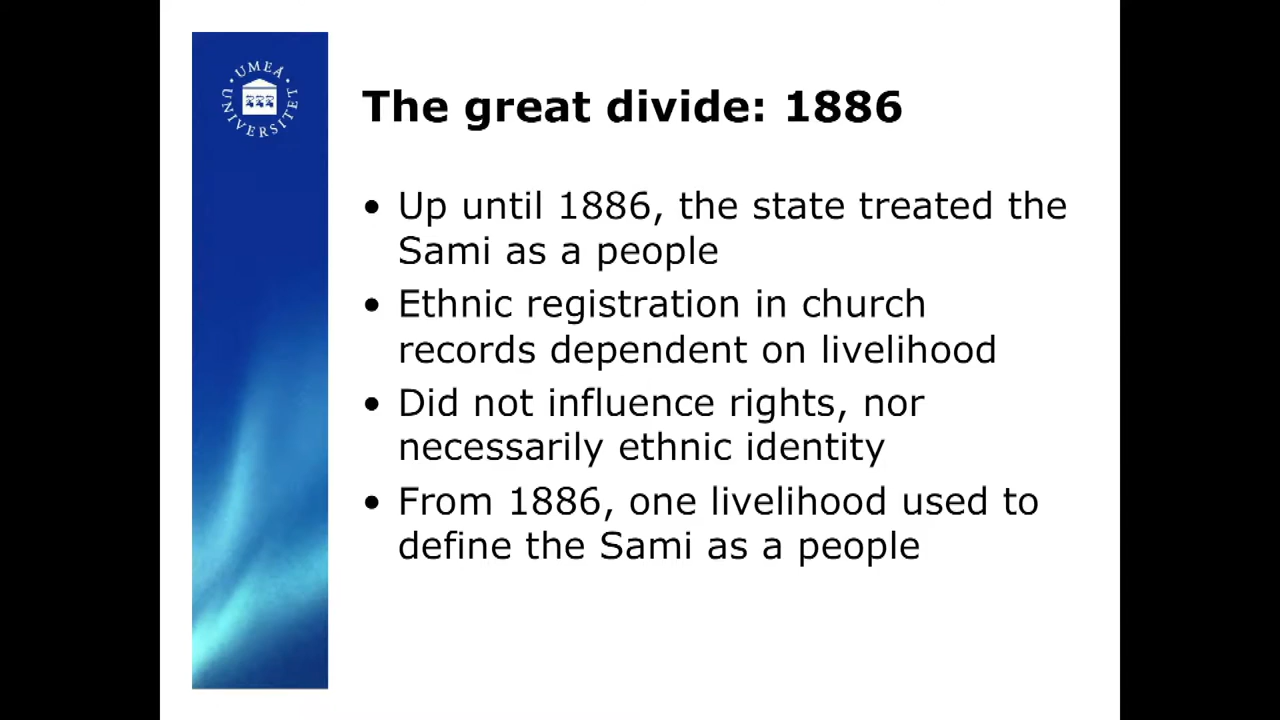 UMEÅ UNIVERSITET
The great divide: 1886
• Up until 1886, the state treated the
Sami as a people
• Ethnic registration in church
records dependent on livelihood
• Did not influence rights, nor
necessarily ethnic identity
• From 1886, one livelihood used to
define the Sami as a people